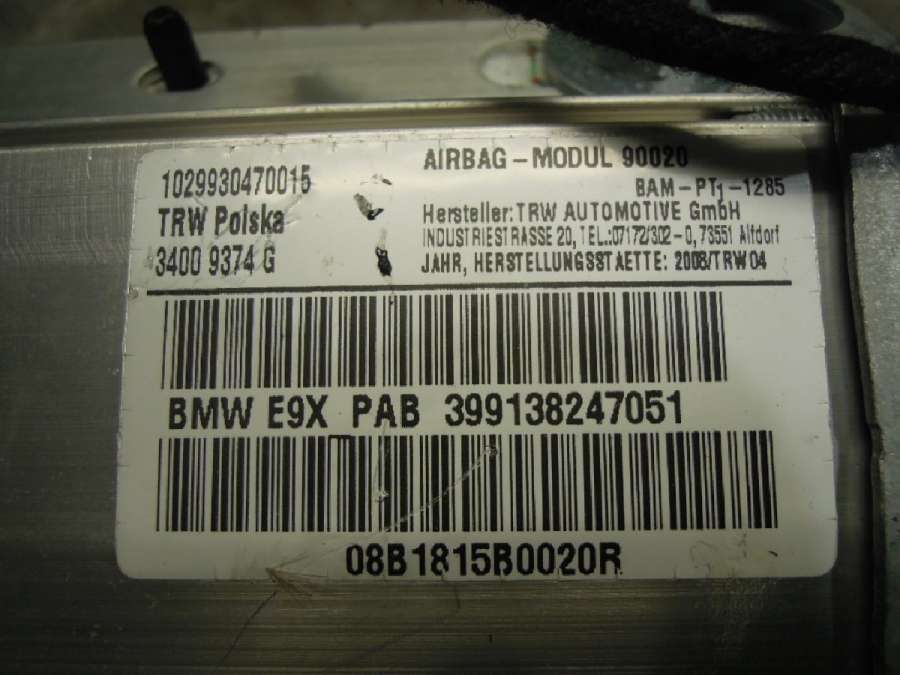 1029930470015
TRW Polska
3400 9374 G
AIRBAG-MODUL 90020
BAM-PT1-1285
Hersteller: TRW AUTOMOTIVE GmbH
INDUSTRIESTRASSE 20, TEL.:07172/302-0, 73551 Alfdorf
JAHR, HERSTELLUNGSSTAETTE: 2008/TRW04
BMW E9X PAB 399138247051
08B1815B0020R